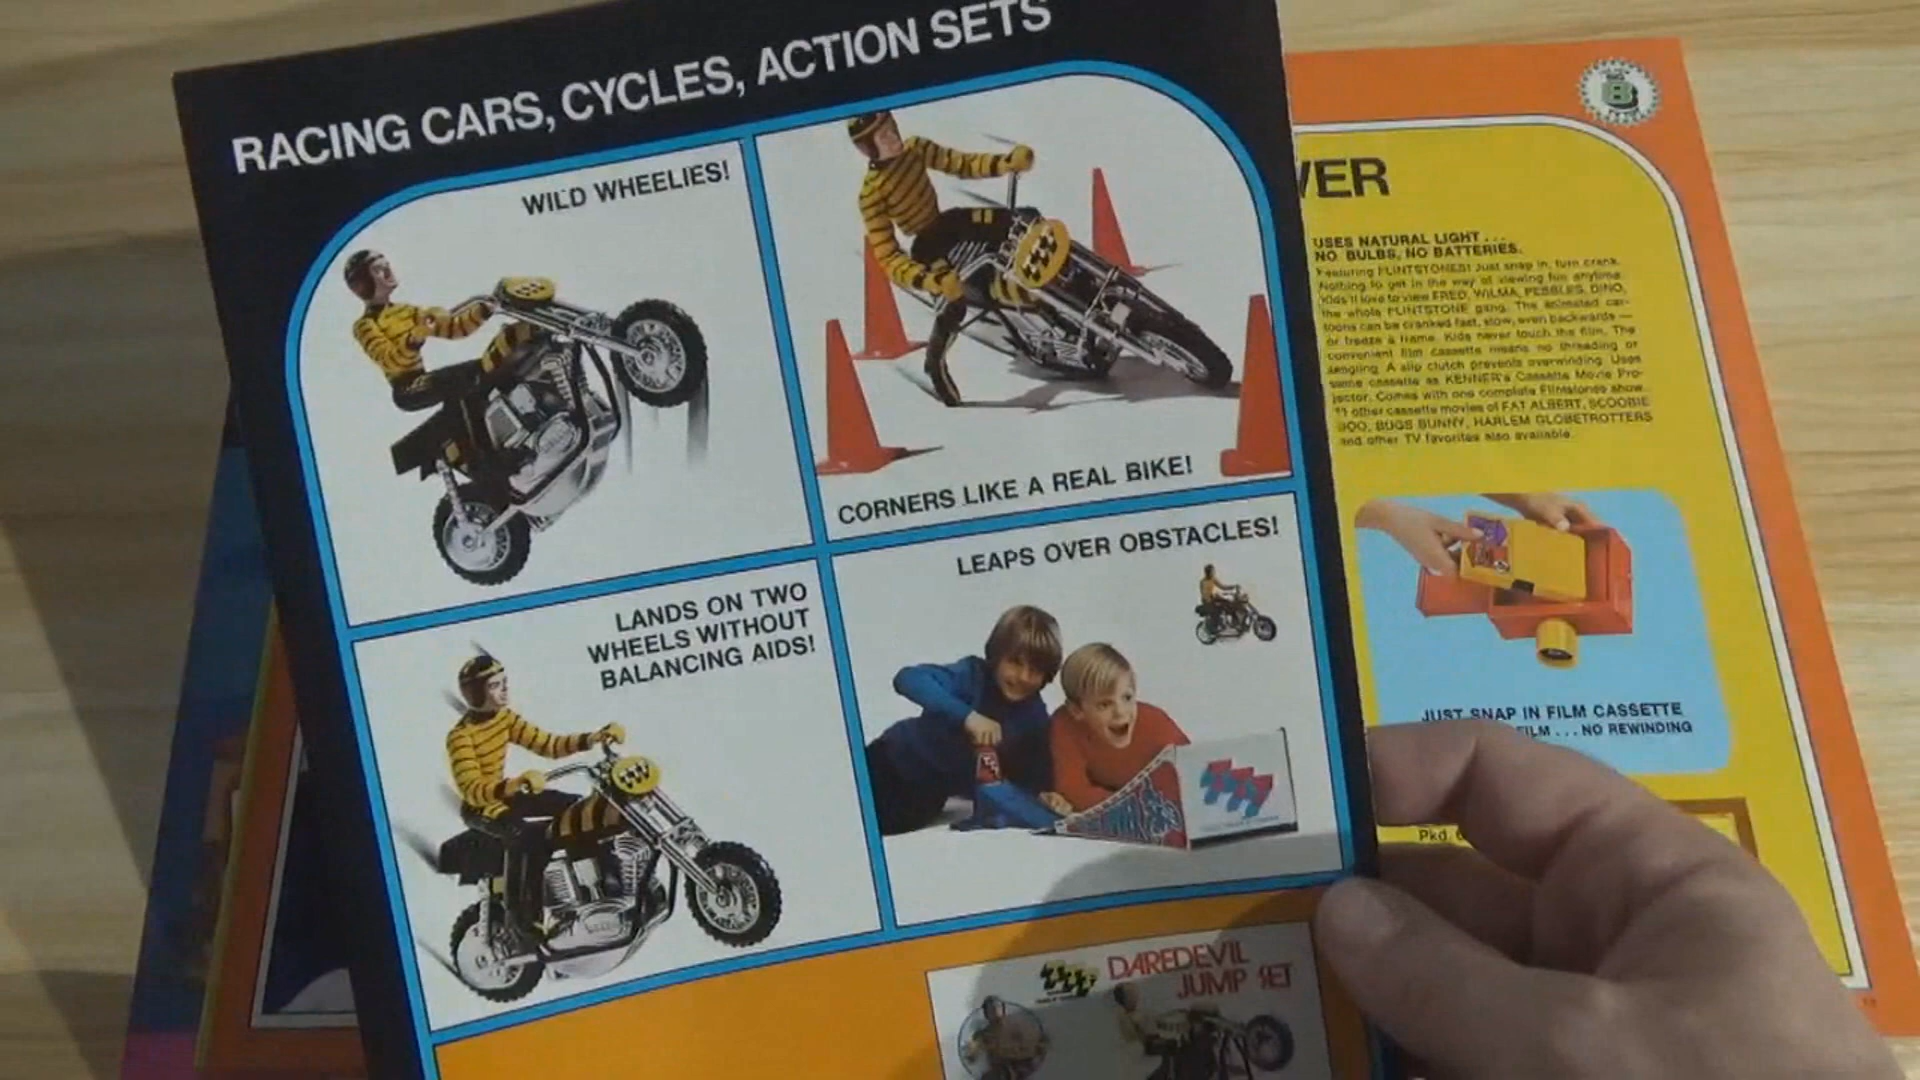 RACING CARS, CYCLES, ACTION SETS
WILD WHEELIES!
CORNERS LIKE A REAL BIKE!
LANDS ON TWO
WHEELS WITHOUT
BALANCING AIDS!
LEAPS OVER OBSTACLES!
DAREDEVIL
JUMP SET
VER
USES NATURAL LIGHT...
NO BULBS, NO BATTERIES.
Featuring FLINTSTONES! Just snap in, turn crank.
Nothing to get in the way of viewing fun anytime.
Kids'll love to view FRED, WILMA, PEBBLES, DINO,
the whole FLINTSTONE gang. The animated car-
toons can be cranked fast, slow, even backwards —
or freeze a frame. Kids never touch the film. The
convenient film cassette means no threading or
tangling. A slip clutch prevents overwinding. Uses
same cassette as KENNER's Cassette Movie Pro-
jector. Comes with one complete Flintstones show.
11 other cassette movies of FAT ALBERT, SCOOBIE
DOO, BUGS BUNNY, HARLEM GLOBETROTTERS
and other TV favorites also available.
JUST SNAP IN FILM CASSETTE
FILM . . . NO REWINDING
Pkd.